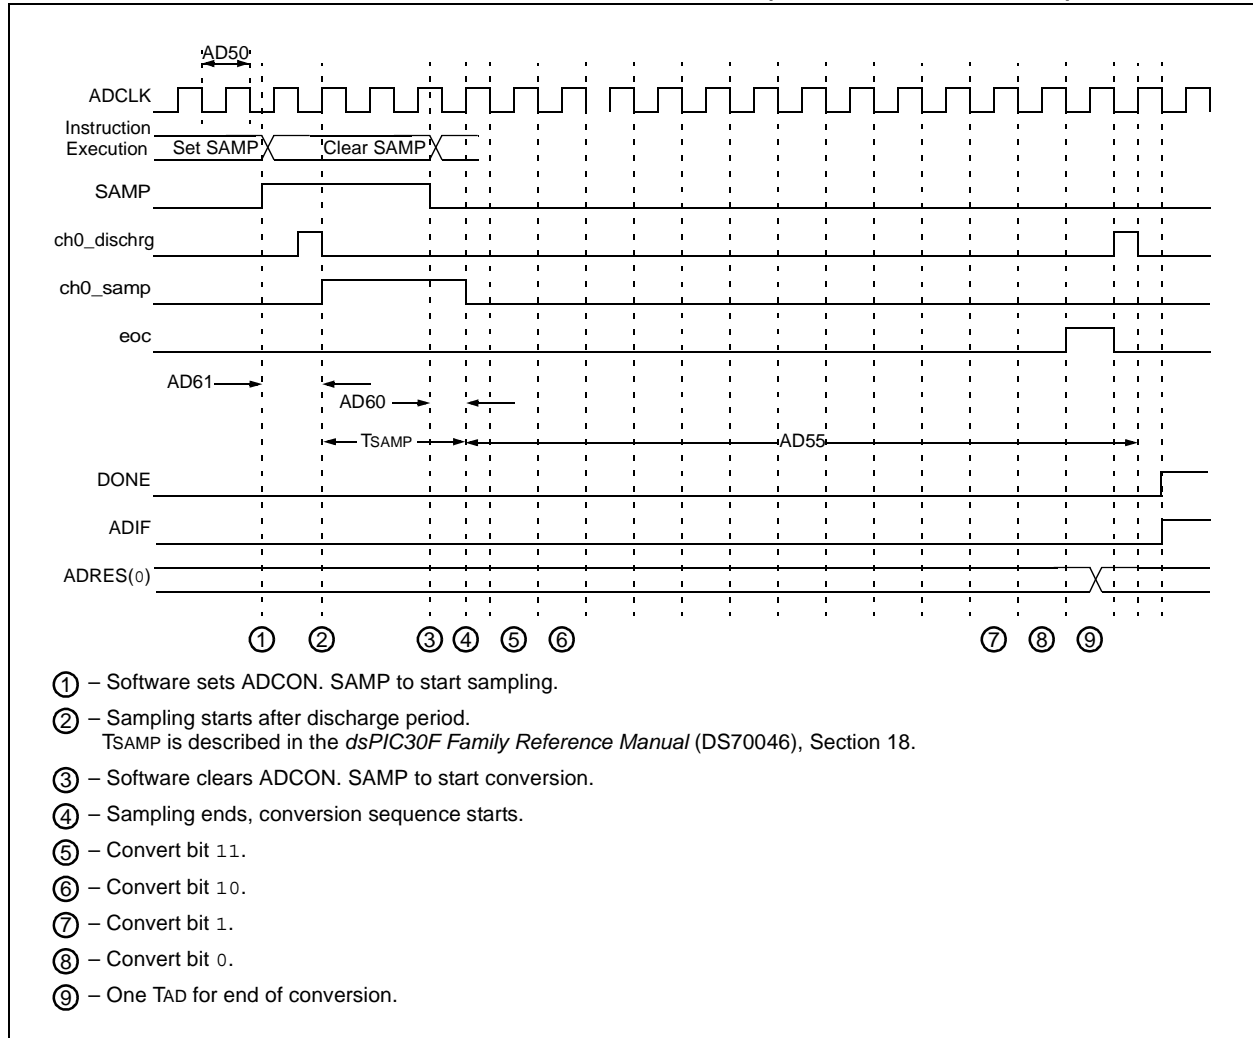 AD50
ADCLK
Instruction
Execution
Set SAMP
Clear SAMP
SAMP
ch0_dischrg
ch0_samp
eoc
AD61
AD60
TSAMP
AD55
DONE
ADIF
ADRES(0)
1 2 3 4 5 6 7 8 9
1 – Software sets ADCON. SAMP to start sampling.
2 – Sampling starts after discharge period.
TSAMP is described in the dsPIC30F Family Reference Manual (DS70046), Section 18.
3 – Software clears ADCON. SAMP to start conversion.
4 – Sampling ends, conversion sequence starts.
5 – Convert bit 11.
6 – Convert bit 10.
7 – Convert bit 1.
8 – Convert bit 0.
9 – One TAD for end of conversion.